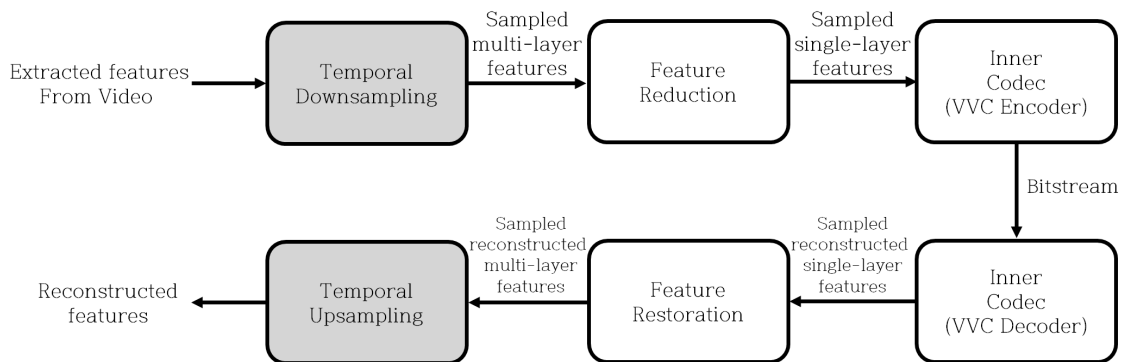 Extracted features
From Video
Temporal
Downsampling
Sampled
multi-layer
features
Feature
Reduction
Sampled
single-layer
features
Inner
Codec
(VVC Encoder)
Bitstream
Inner
Codec
(VVC Decoder)
Sampled
reconstructed
single-layer
features
Feature
Restoration
Sampled
reconstructed
multi-layer
features
Temporal
Upsampling
Reconstructed
features